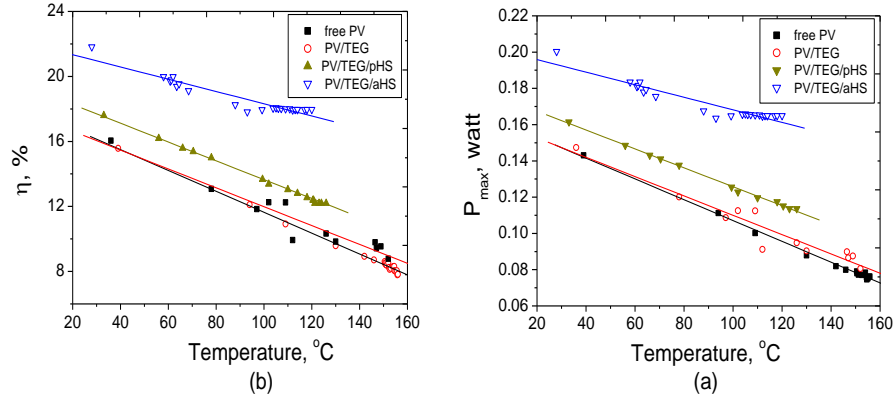 free PV
PV/TEG
PV/TEG/pHS
PV/TEG/aHS
η, %
24
20
16
12
8
20 40 60 80 100 120 140 160
Temperature, °C
(b)
free PV
PV/TEG
PV/TEG/pHS
PV/TEG/aHS
Pmax, watt
0.22
0.20
0.18
0.16
0.14
0.12
0.10
0.08
0.06
20 40 60 80 100 120 140 160
Temperature, °C
(a)